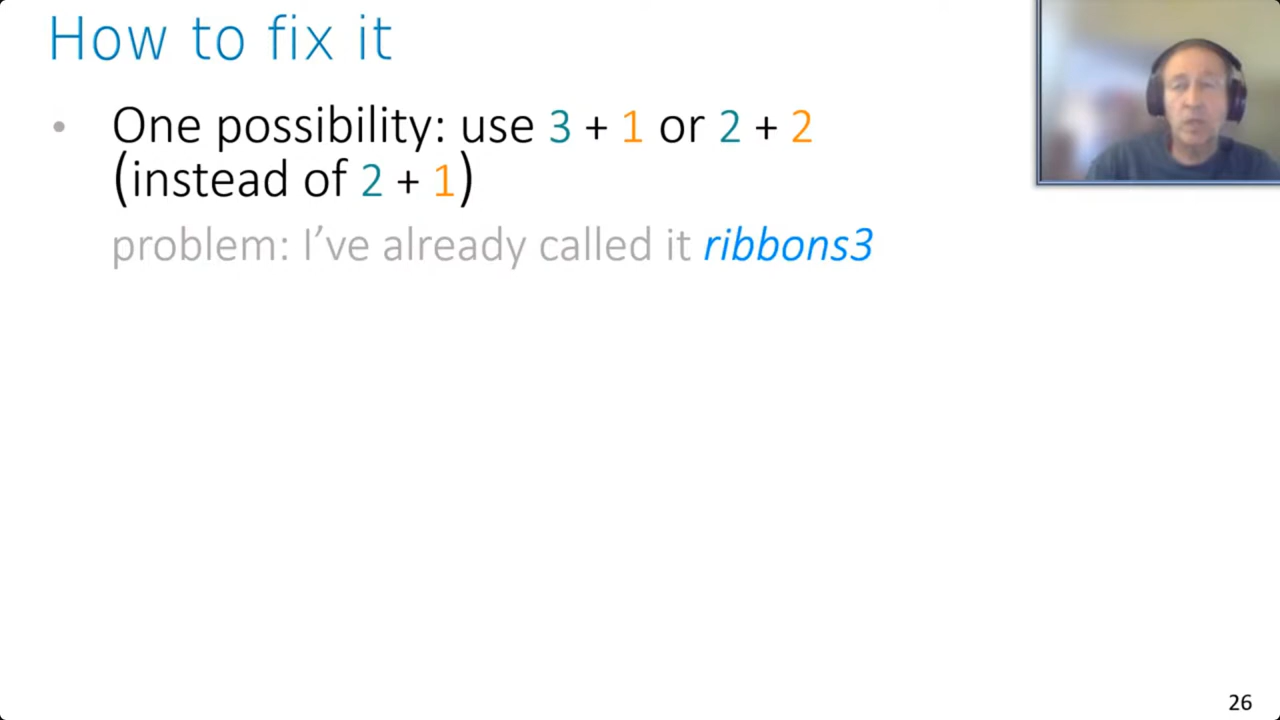 How to fix it
• One possibility: use 3 + 1 or 2 + 2
(instead of 2 + 1)
problem: I’ve already called it ribbons3
26